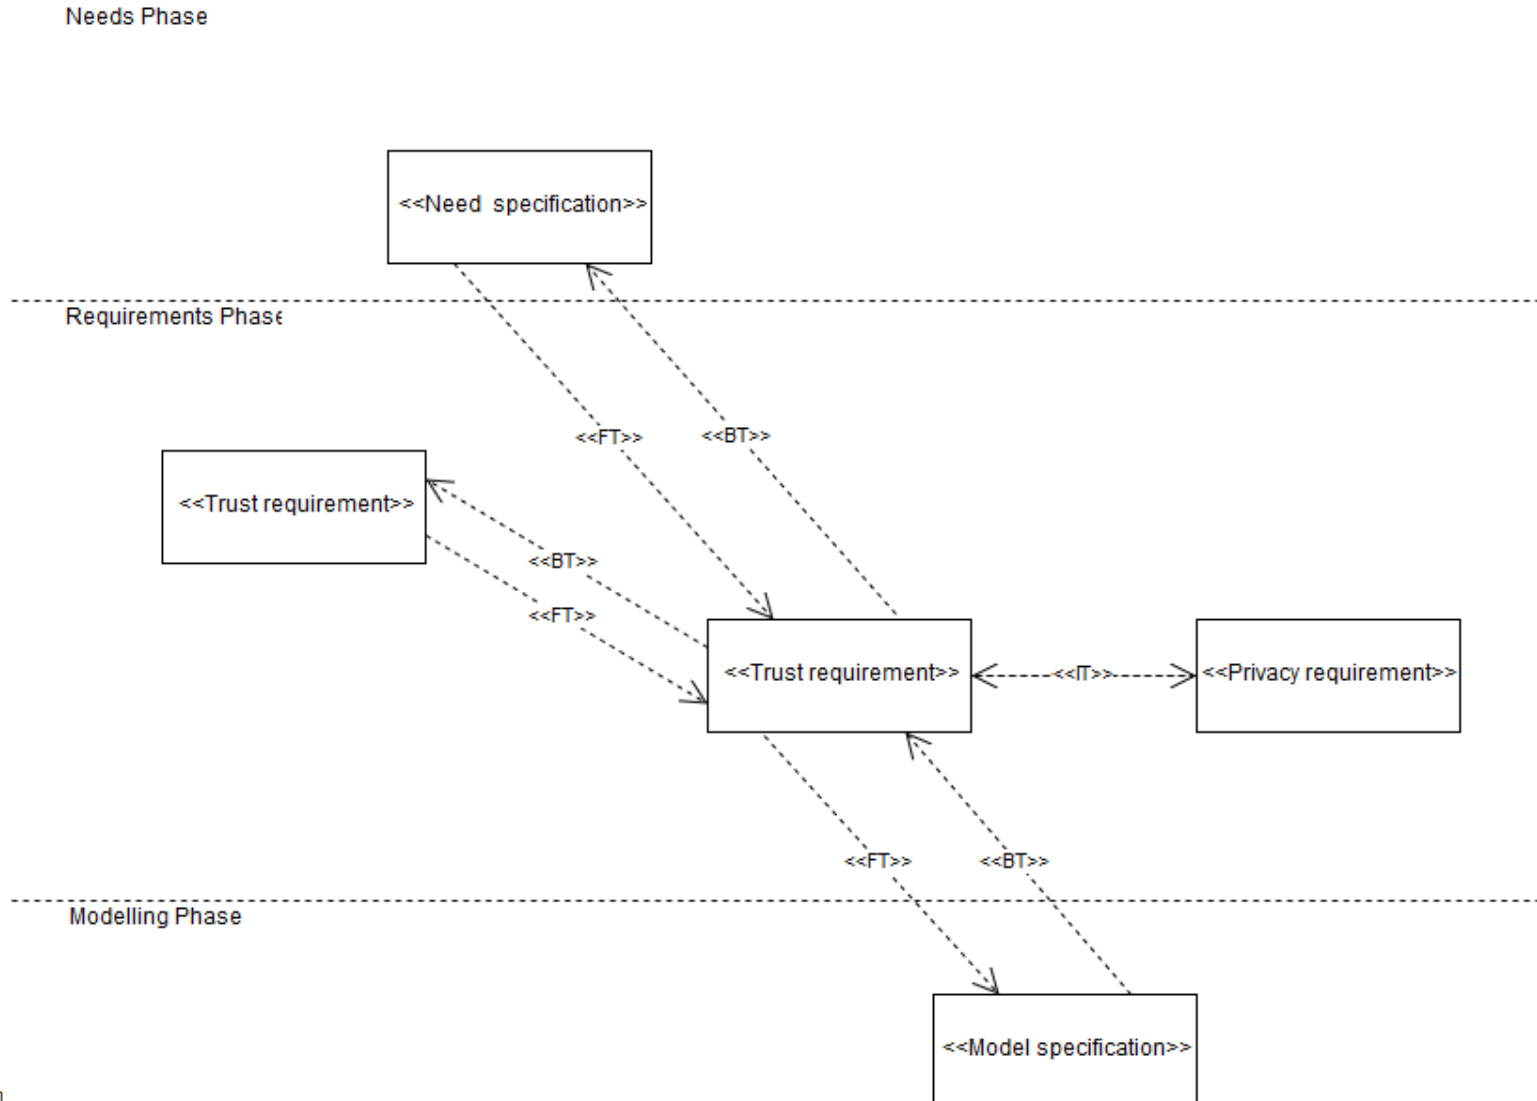 Needs Phase
<<Need  specification>>
Requirements Phase
<<FT>>
<<BT>>
<<Trust requirement>>
<<BT>>
<<FT>>
<<Trust requirement>>
<<IT>>
<<Privacy requirement>>
<<FT>>
<<BT>>
Modelling Phase
<<Model specification>>